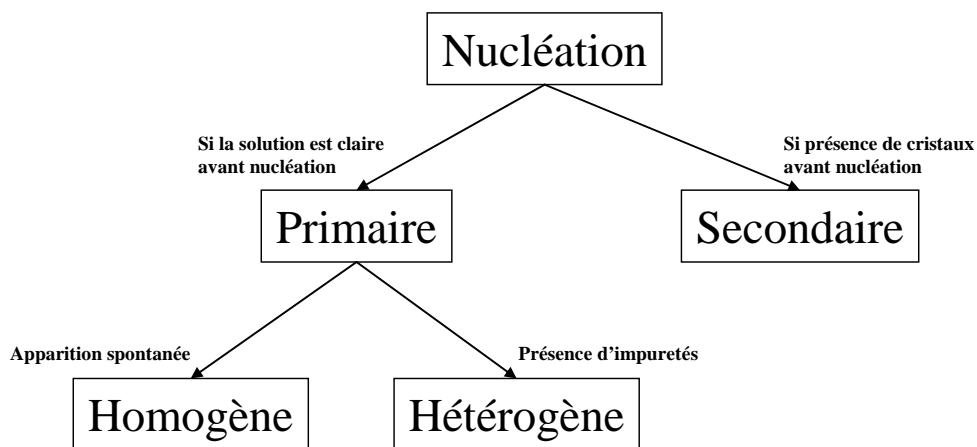 Nucléation
Si la solution est claire
avant nucléation
Si présence de cristaux
avant nucléation
Primaire
Secondaire
Apparition spontanée
Présence d’impuretés
Homogène
Hétérogène